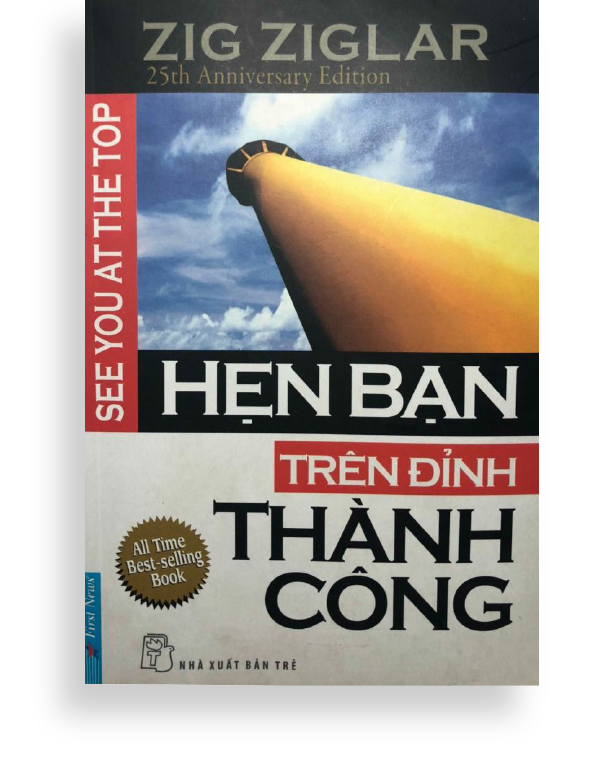 ZIG ZIGLAR
25th Anniversary Edition
SEE YOU AT THE TOP
HẸN BẠN
TRÊN ĐỈNH
THÀNH
CÔNG
All Time
Best-selling
Book
First News
NHÀ XUẤT BẢN TRẺ